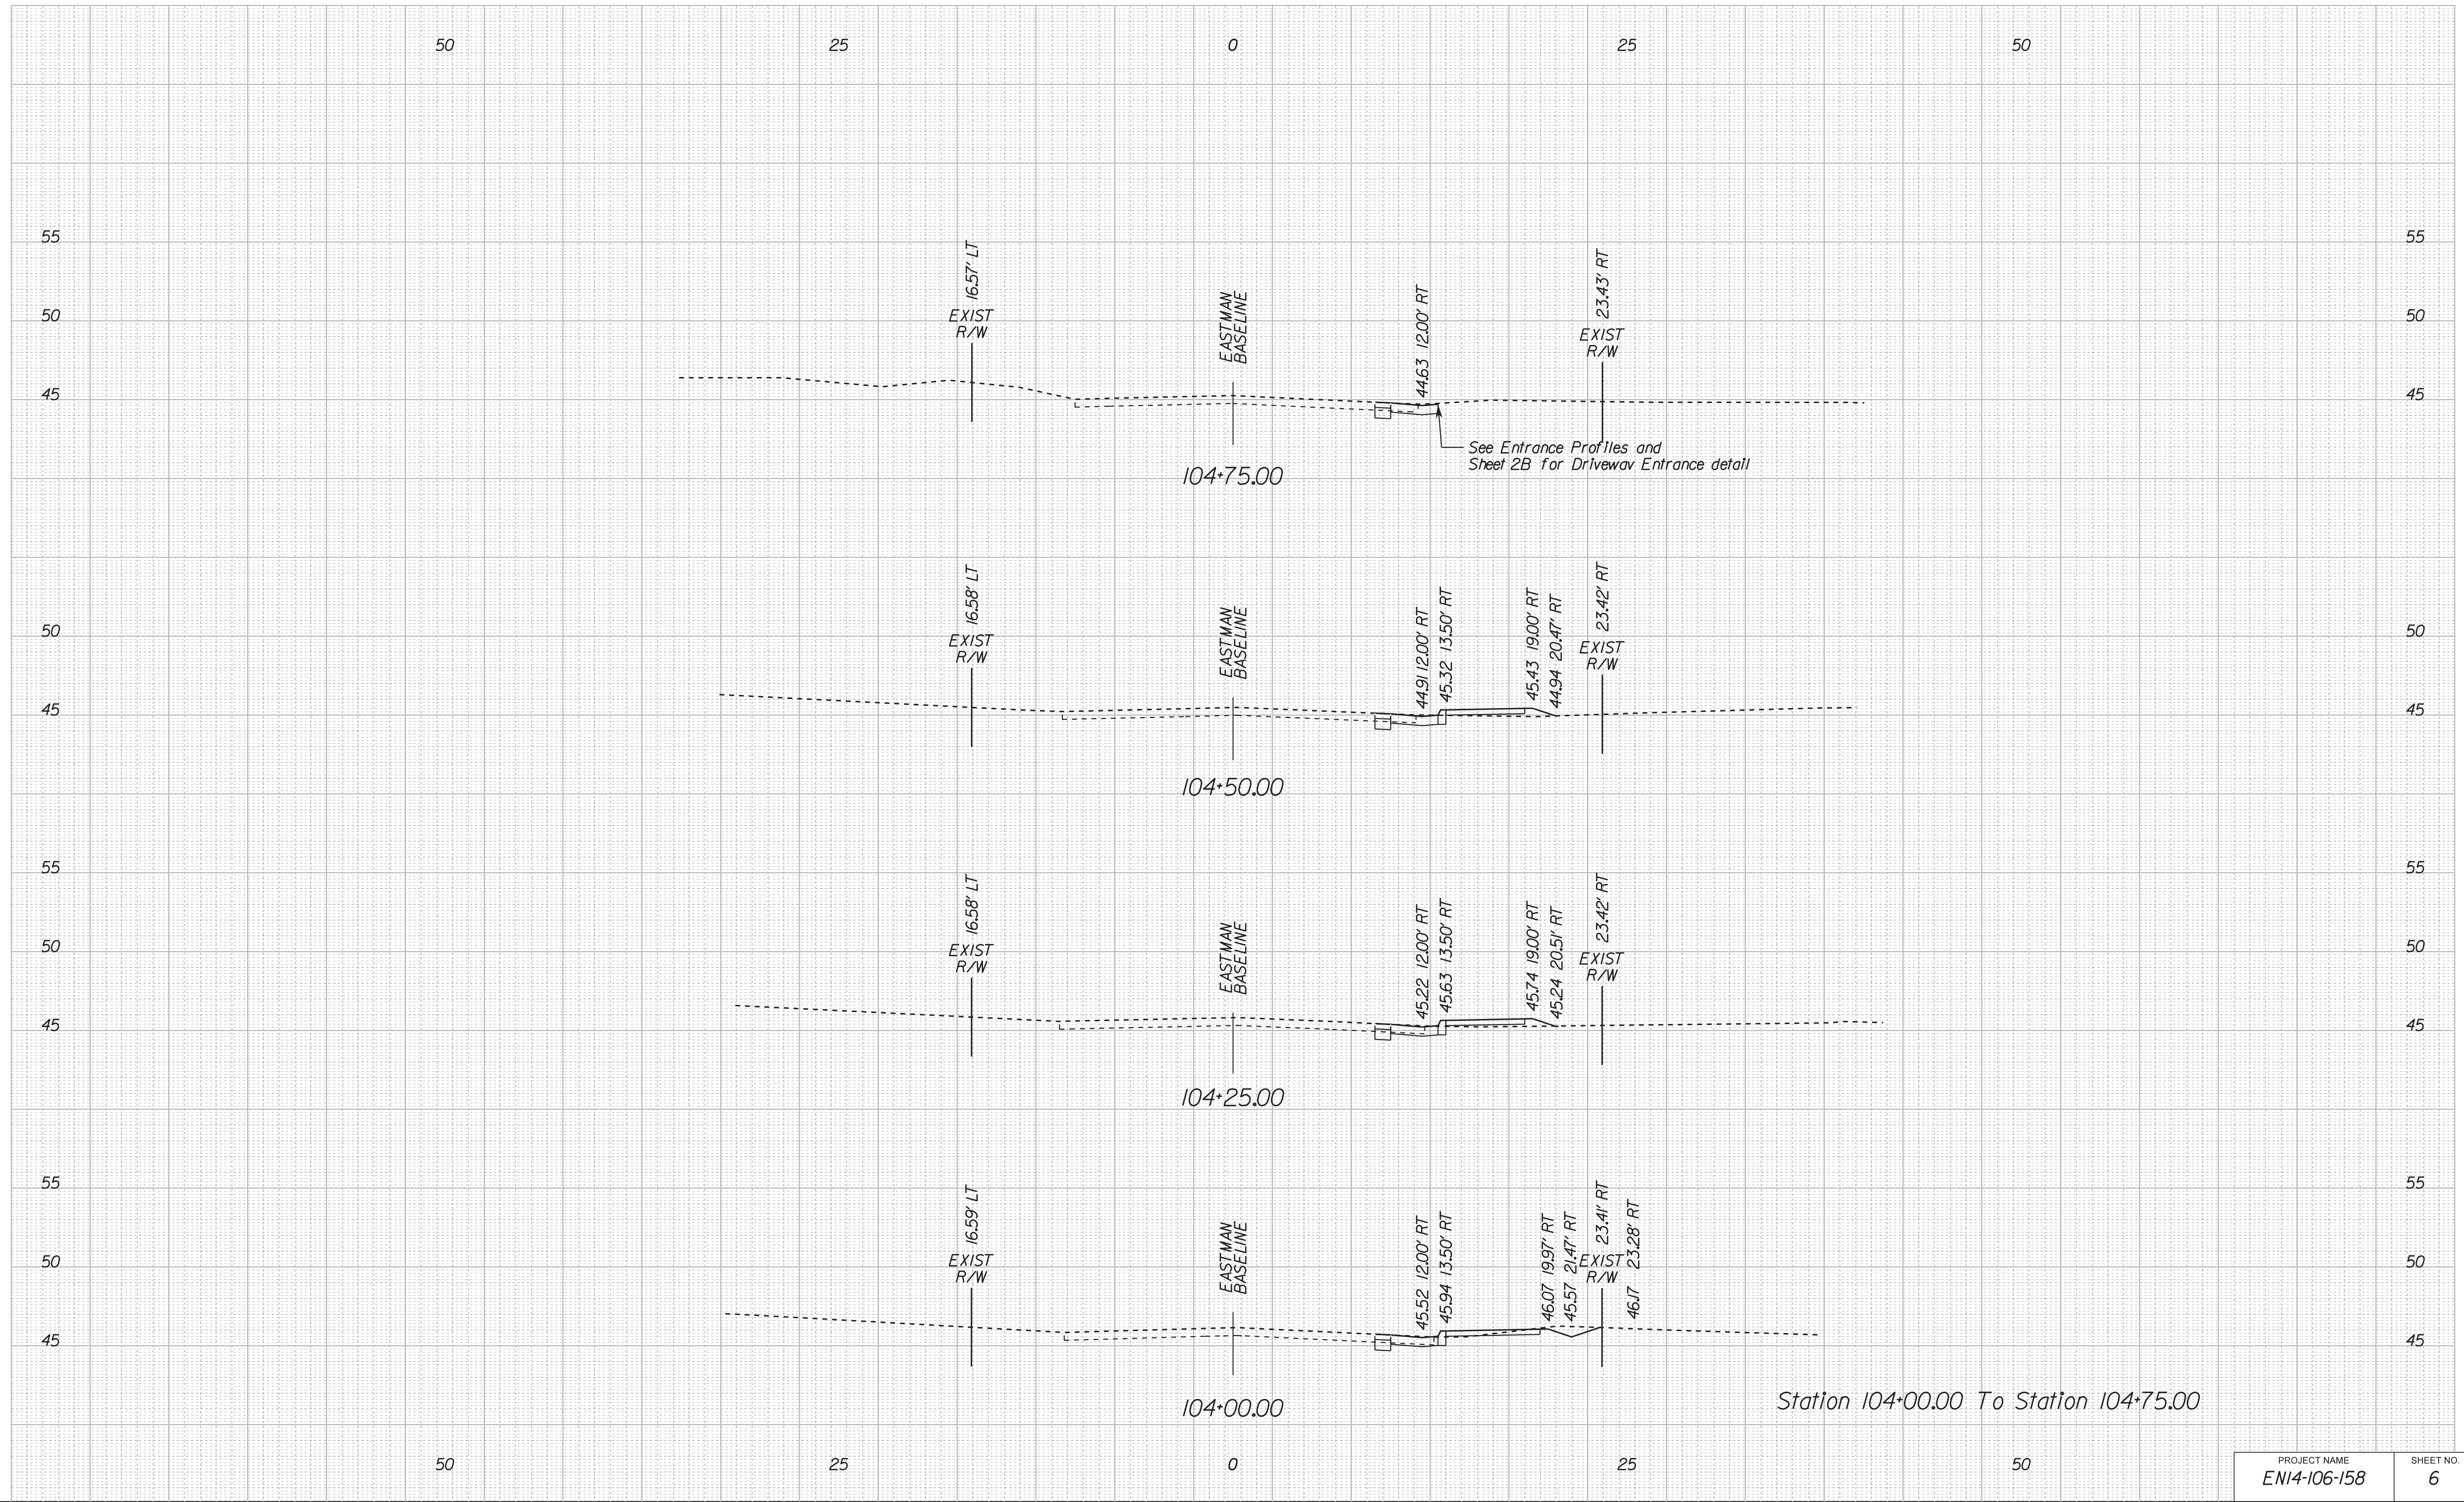 50 25 0 25 50
55 55
16.57' LT
23.43' RT
EASTMAN
BASELINE
44.63 12.00' RT
50 50
EXIST
R/W
EXIST
R/W
45 45
See Entrance Profiles and
Sheet 2B for Driveway Entrance detail
104+75.00
16.58' LT
23.42' RT
EASTMAN
BASELINE
44.91 12.00' RT
45.32 13.50' RT
45.43 19.00' RT
44.94 20.47' RT
50 50
EXIST
R/W
EXIST
R/W
45 45
104+50.00
55 55
16.58' LT
23.42' RT
EASTMAN
BASELINE
45.22 12.00' RT
45.63 13.50' RT
45.74 19.00' RT
45.24 20.51' RT
50 50
EXIST
R/W
EXIST
R/W
45 45
104+25.00
55 55
16.59' LT
23.41' RT
EASTMAN
BASELINE
45.52 12.00' RT
45.94 13.50' RT
46.07 19.97' RT
45.57 21.47' RT
46.17 23.28' RT
50 50
EXIST
R/W
EXIST
R/W
45 45
104+00.00
Station 104+00.00 To Station 104+75.00
50 25 0 25 50
PROJECT NAME
EN14-106-158
SHEET NO.
6